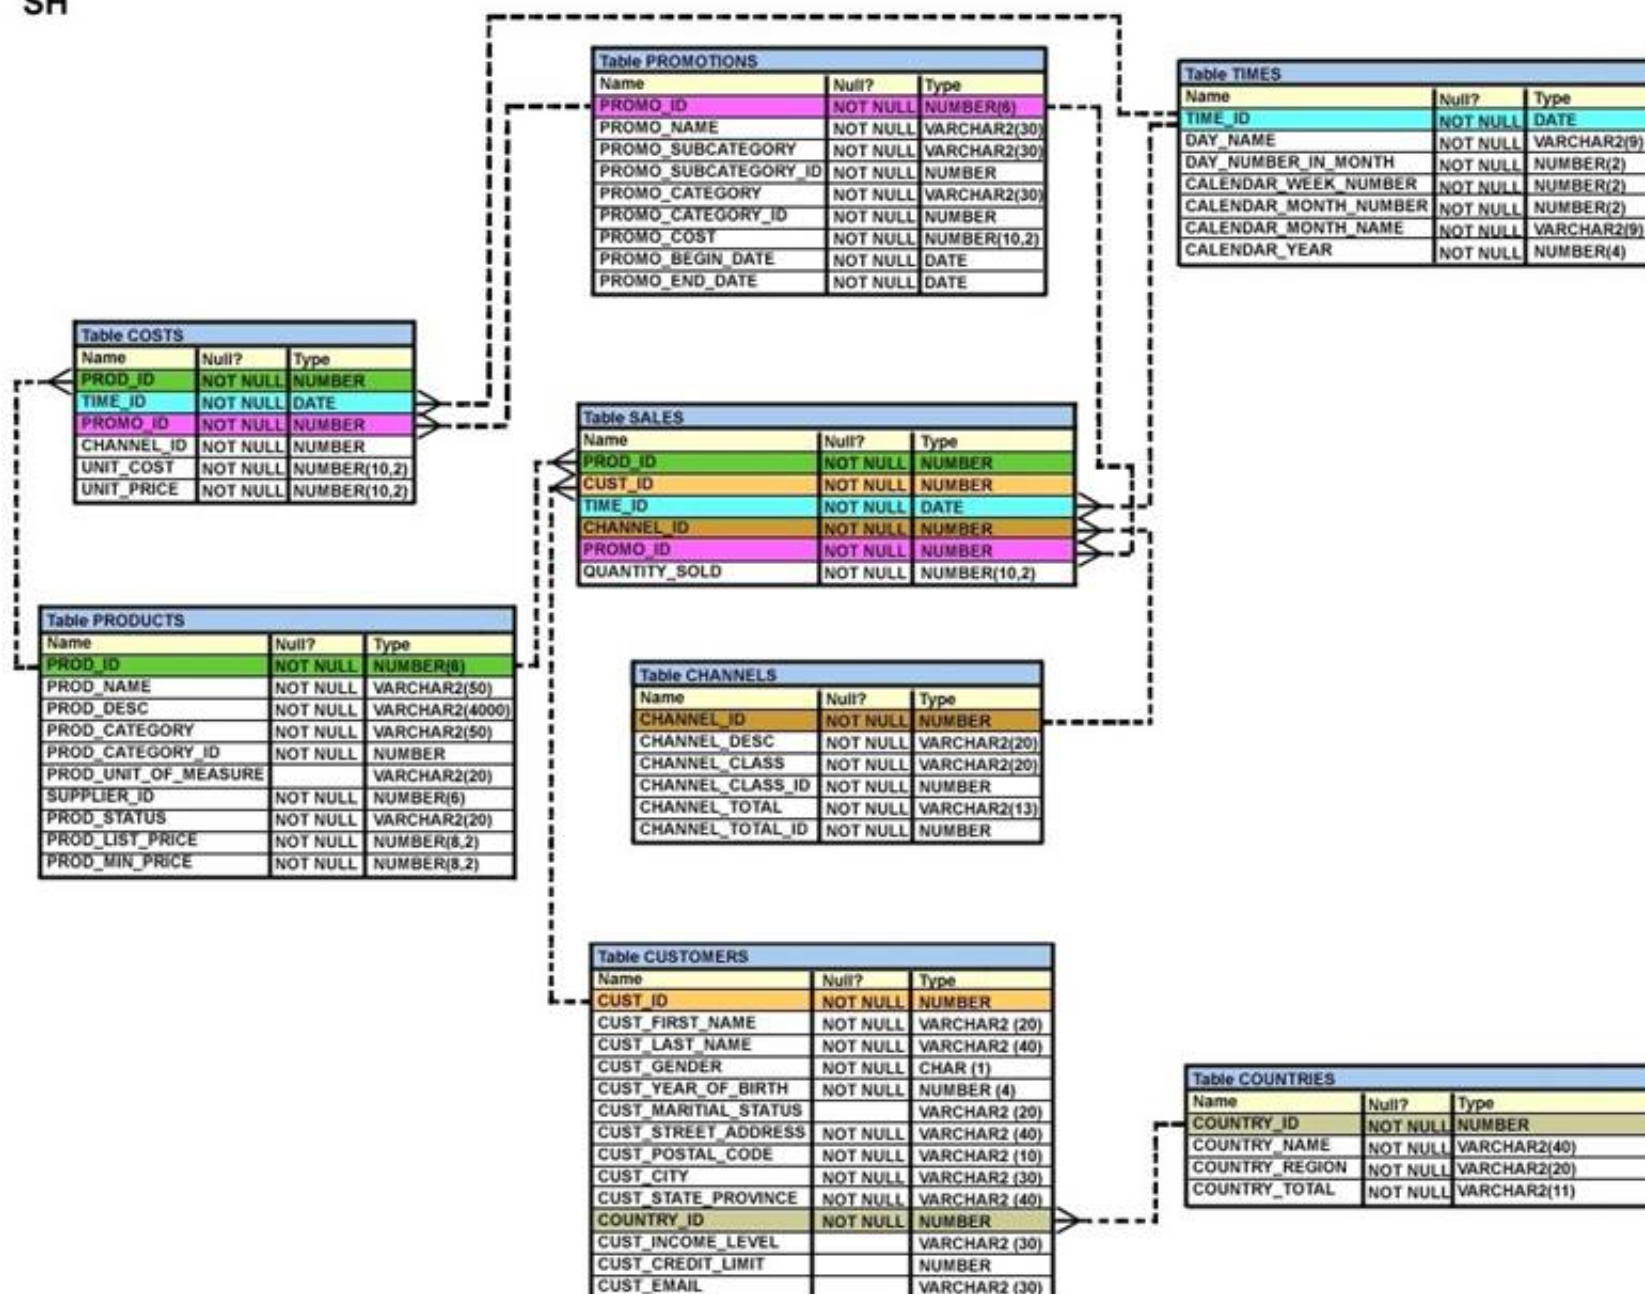 SH
Table PROMOTIONS
Name Null? Type
PROMO_ID NOT NULL NUMBER(6)
PROMO_NAME NOT NULL VARCHAR2(30)
PROMO_SUBCATEGORY NOT NULL VARCHAR2(30)
PROMO_SUBCATEGORY_ID NOT NULL NUMBER
PROMO_CATEGORY NOT NULL VARCHAR2(30)
PROMO_CATEGORY_ID NOT NULL NUMBER
PROMO_COST NOT NULL NUMBER(10,2)
PROMO_BEGIN_DATE NOT NULL DATE
PROMO_END_DATE NOT NULL DATE
Table TIMES
Name Null? Type
TIME_ID NOT NULL DATE
DAY_NAME NOT NULL VARCHAR2(9)
DAY_NUMBER_IN_MONTH NOT NULL NUMBER(2)
CALENDAR_WEEK_NUMBER NOT NULL NUMBER(2)
CALENDAR_MONTH_NUMBER NOT NULL NUMBER(2)
CALENDAR_MONTH_NAME NOT NULL VARCHAR2(9)
CALENDAR_YEAR NOT NULL NUMBER(4)
Table COSTS
Name Null? Type
PROD_ID NOT NULL NUMBER
TIME_ID NOT NULL DATE
PROMO_ID NOT NULL NUMBER
CHANNEL_ID NOT NULL NUMBER
UNIT_COST NOT NULL NUMBER(10,2)
UNIT_PRICE NOT NULL NUMBER(10,2)
Table SALES
Name Null? Type
PROD_ID NOT NULL NUMBER
CUST_ID NOT NULL NUMBER
TIME_ID NOT NULL DATE
CHANNEL_ID NOT NULL NUMBER
PROMO_ID NOT NULL NUMBER
QUANTITY_SOLD NOT NULL NUMBER(10,2)
Table PRODUCTS
Name Null? Type
PROD_ID NOT NULL NUMBER(6)
PROD_NAME NOT NULL VARCHAR2(50)
PROD_DESC NOT NULL VARCHAR2(4000)
PROD_CATEGORY NOT NULL VARCHAR2(50)
PROD_CATEGORY_ID NOT NULL NUMBER
PROD_UNIT_OF_MEASURE VARCHAR2(20)
SUPPLIER_ID NOT NULL NUMBER(6)
PROD_STATUS NOT NULL VARCHAR2(20)
PROD_LIST_PRICE NOT NULL NUMBER(8,2)
PROD_MIN_PRICE NOT NULL NUMBER(8,2)
Table CHANNELS
Name Null? Type
CHANNEL_ID NOT NULL NUMBER
CHANNEL_DESC NOT NULL VARCHAR2(20)
CHANNEL_CLASS NOT NULL VARCHAR2(20)
CHANNEL_CLASS_ID NOT NULL NUMBER
CHANNEL_TOTAL NOT NULL VARCHAR2(13)
CHANNEL_TOTAL_ID NOT NULL NUMBER
Table CUSTOMERS
Name Null? Type
CUST_ID NOT NULL NUMBER
CUST_FIRST_NAME NOT NULL VARCHAR2 (20)
CUST_LAST_NAME NOT NULL VARCHAR2 (40)
CUST_GENDER NOT NULL CHAR (1)
CUST_YEAR_OF_BIRTH NOT NULL NUMBER (4)
CUST_MARITIAL_STATUS VARCHAR2 (20)
CUST_STREET_ADDRESS NOT NULL VARCHAR2 (40)
CUST_POSTAL_CODE NOT NULL VARCHAR2 (10)
CUST_CITY NOT NULL VARCHAR2 (30)
CUST_STATE_PROVINCE NOT NULL VARCHAR2 (40)
COUNTRY_ID NOT NULL NUMBER
CUST_INCOME_LEVEL VARCHAR2 (30)
CUST_CREDIT_LIMIT NUMBER
CUST_EMAIL VARCHAR2 (30)
Table COUNTRIES
Name Null? Type
COUNTRY_ID NOT NULL NUMBER
COUNTRY_NAME NOT NULL VARCHAR2(40)
COUNTRY_REGION NOT NULL VARCHAR2(20)
COUNTRY_TOTAL NOT NULL VARCHAR2(11)